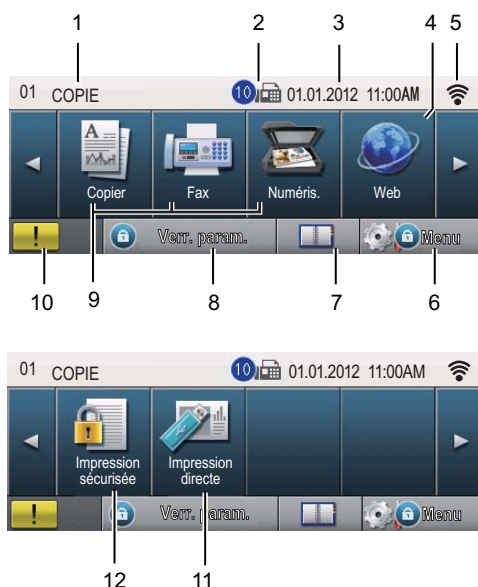 1 2 3 4 5
01 COPIE 10 01.01.2012 11:00AM
Copier Fax Numéris. Web
! Verr. param. Menu
10 9 8 7 6
01 COPIE 10 01.01.2012 11:00AM
Impression sécurisée
Impression directe
! Verr. param. Menu
12 11